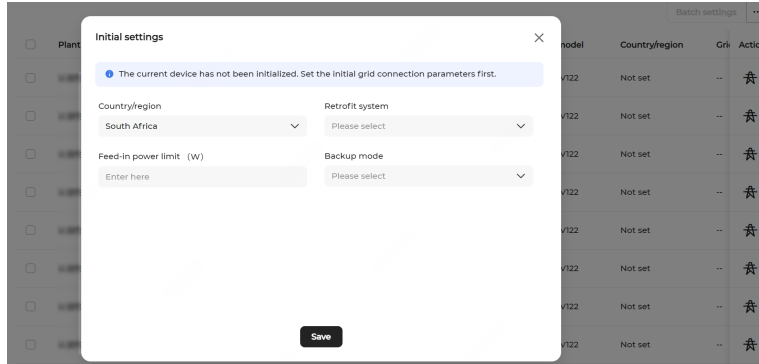 Batch settings ...
Plant
model Country/region Gri Actio
Initial settings
The current device has not been initialized. Set the initial grid connection parameters first.
Country/region Retrofit system
South Africa Please select
Feed-in power limit （W） Backup mode
Enter here Please select
Save
V122 Not set --
V122 Not set --
V122 Not set --
V122 Not set --
V122 Not set --
V122 Not set --
V122 Not set --
V122 Not set --